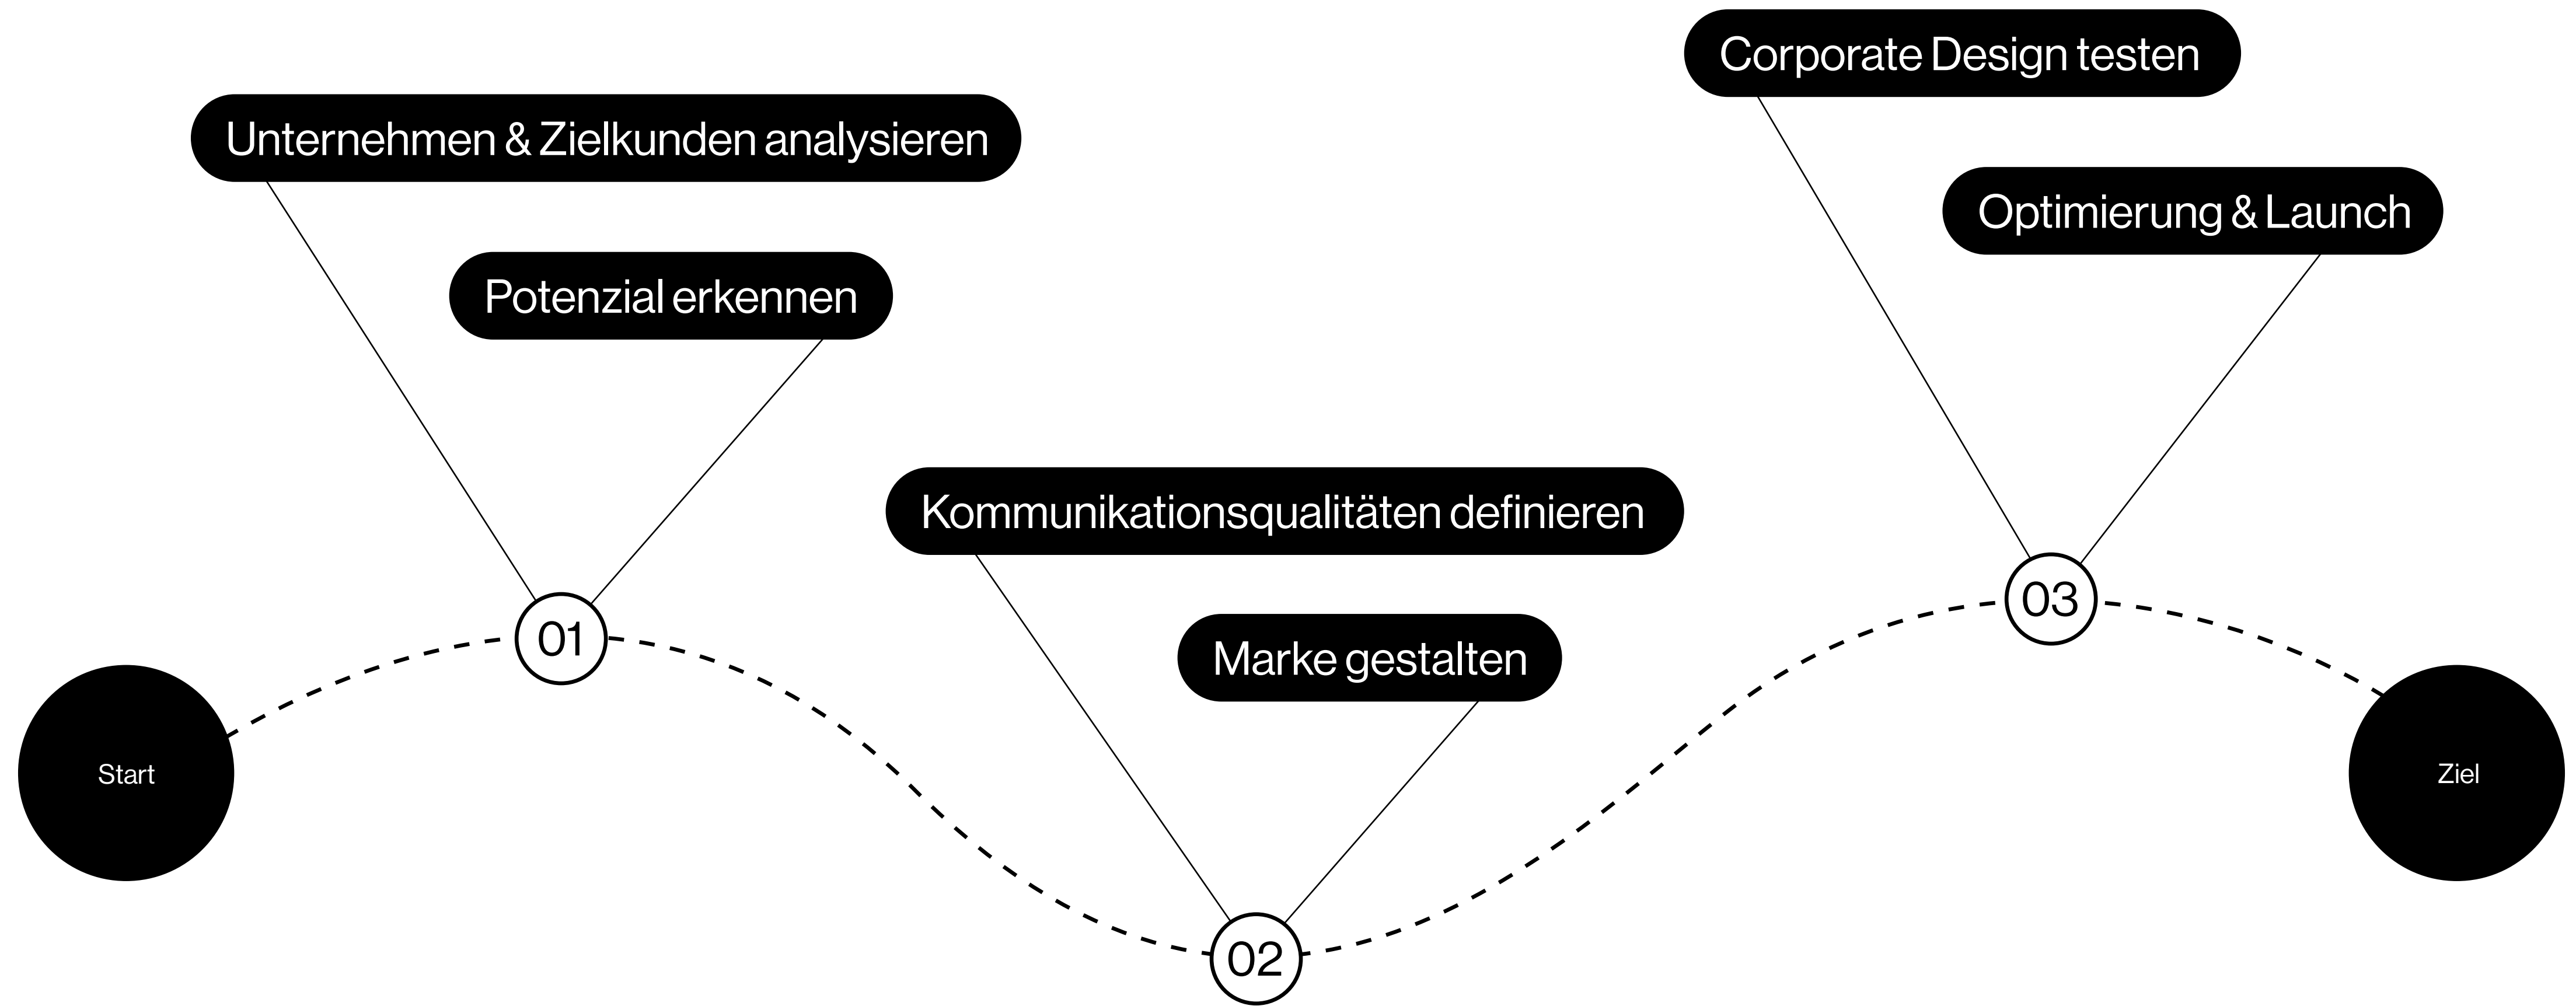 Start
Unternehmen & Zielkunden analysieren
Potenzial erkennen
01
Kommunikationsqualitäten definieren
Marke gestalten
02
Corporate Design testen
Optimierung & Launch
03
Ziel